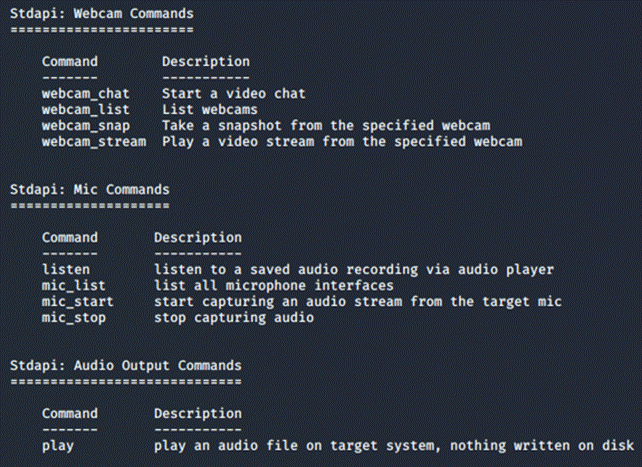 Stdapi: Webcam Commands
=======================
Command Description
------- -----------
webcam_chat Start a video chat
webcam_list List webcams
webcam_snap Take a snapshot from the specified webcam
webcam_stream Play a video stream from the specified webcam
Stdapi: Mic Commands
====================
Command Description
------- -----------
listen listen to a saved audio recording via audio player
mic_list list all microphone interfaces
mic_start start capturing an audio stream from the target mic
mic_stop stop capturing audio
Stdapi: Audio Output Commands
=============================
Command Description
------- -----------
play play an audio file on target system, nothing written on disk